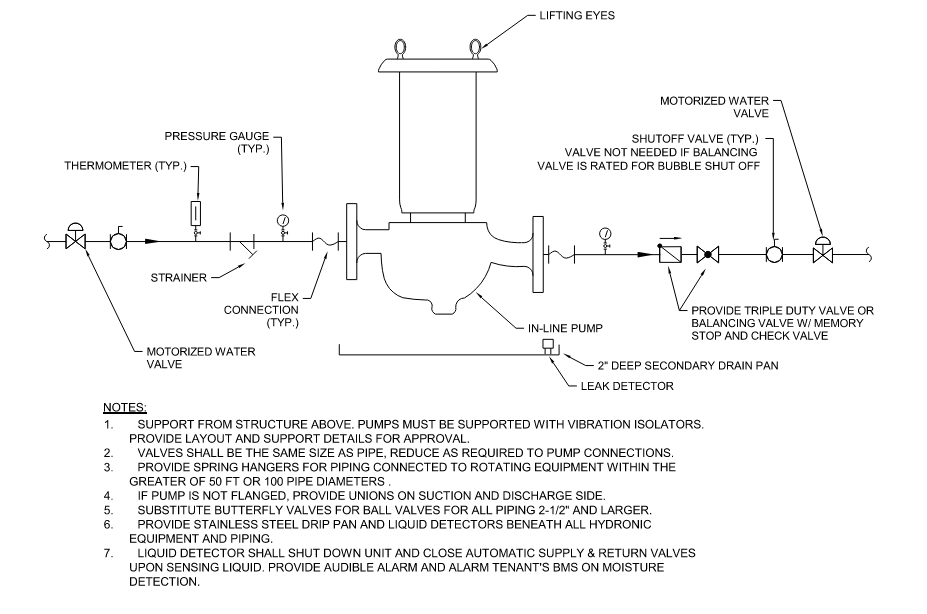 LIFTING EYES
MOTORIZED WATER
VALVE
PRESSURE GAUGE
(TYP.)
SHUTOFF VALVE (TYP.)
VALVE NOT NEEDED IF BALANCING
VALVE IS RATED FOR BUBBLE SHUT OFF
THERMOMETER (TYP.)
STRAINER
FLEX
CONNECTION
(TYP.)
PROVIDE TRIPLE DUTY VALVE OR
BALANCING VALVE W/ MEMORY
STOP AND CHECK VALVE
IN-LINE PUMP
MOTORIZED WATER
VALVE
2" DEEP SECONDARY DRAIN PAN
LEAK DETECTOR
NOTES:
1. SUPPORT FROM STRUCTURE ABOVE. PUMPS MUST BE SUPPORTED WITH VIBRATION ISOLATORS.
PROVIDE LAYOUT AND SUPPORT DETAILS FOR APPROVAL.
2. VALVES SHALL BE THE SAME SIZE AS PIPE, REDUCE AS REQUIRED TO PUMP CONNECTIONS.
3. PROVIDE SPRING HANGERS FOR PIPING CONNECTED TO ROTATING EQUIPMENT WITHIN THE
GREATER OF 50 FT OR 100 PIPE DIAMETERS .
4. IF PUMP IS NOT FLANGED, PROVIDE UNIONS ON SUCTION AND DISCHARGE SIDE.
5. SUBSTITUTE BUTTERFLY VALVES FOR BALL VALVES FOR ALL PIPING 2-1/2" AND LARGER.
6. PROVIDE STAINLESS STEEL DRIP PAN AND LIQUID DETECTORS BENEATH ALL HYDRONIC
EQUIPMENT AND PIPING.
7. LIQUID DETECTOR SHALL SHUT DOWN UNIT AND CLOSE AUTOMATIC SUPPLY & RETURN VALVES
UPON SENSING LIQUID. PROVIDE AUDIBLE ALARM AND ALARM TENANT'S BMS ON MOISTURE
DETECTION.